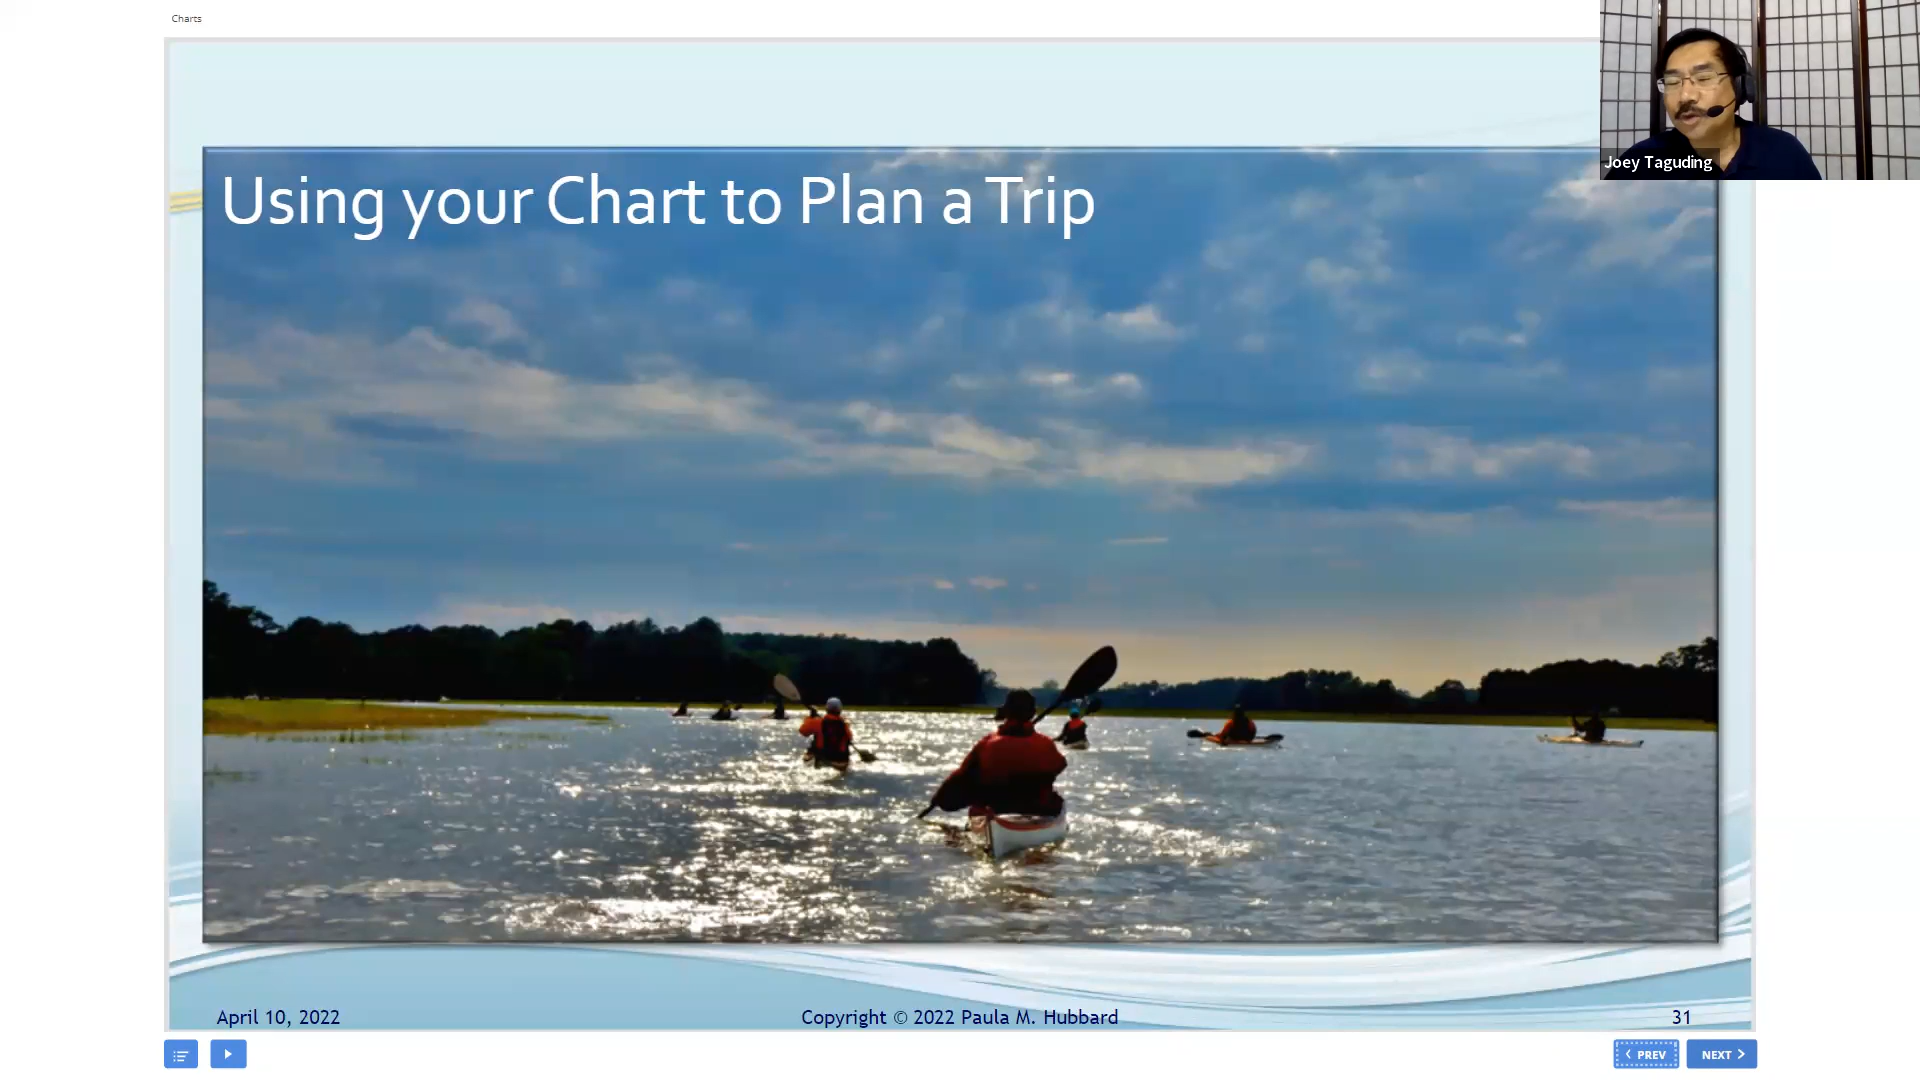 Charts
Joey Taguding
Using your Chart to Plan a Trip
April 10, 2022
Copyright © 2022 Paula M. Hubbard
31
PREV
NEXT